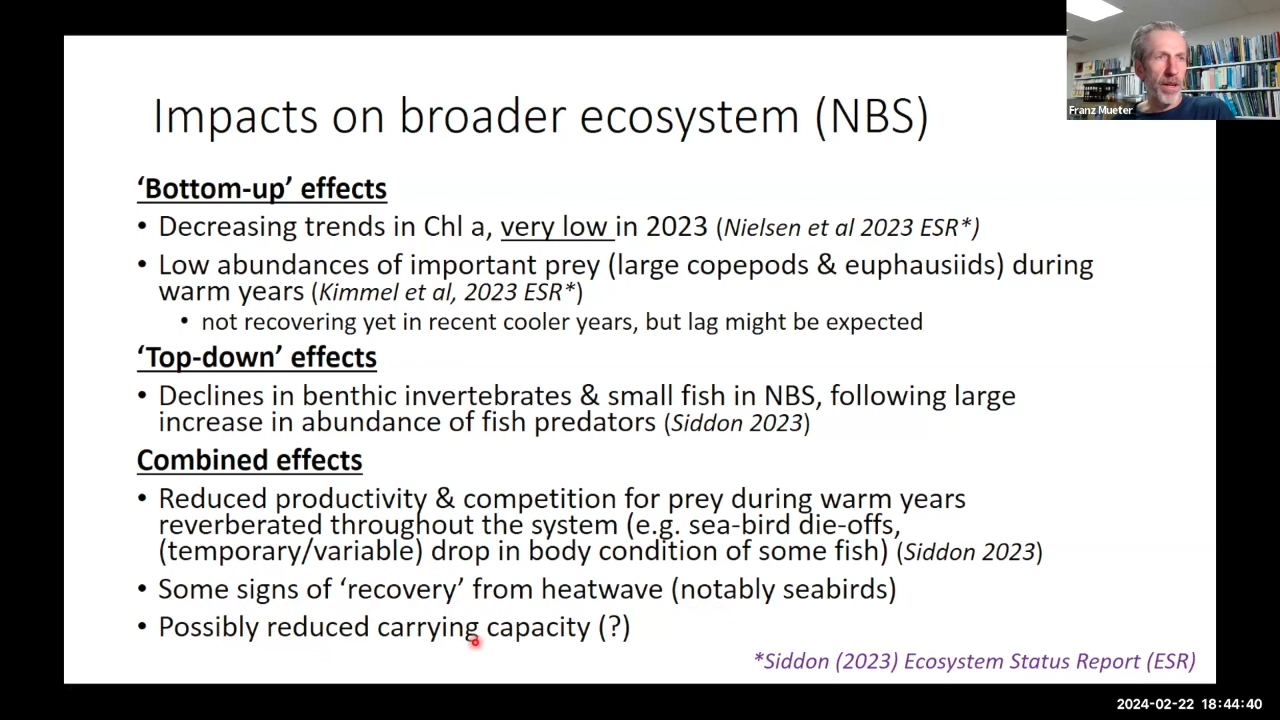 Impacts on broader ecosystem (NBS)
Franz Mueter
‘Bottom-up’ effects
• Decreasing trends in Chl a, very low in 2023 (Nielsen et al 2023 ESR*)
• Low abundances of important prey (large copepods & euphausiids) during
warm years (Kimmel et al, 2023 ESR*)
• not recovering yet in recent cooler years, but lag might be expected
‘Top-down’ effects
• Declines in benthic invertebrates & small fish in NBS, following large
increase in abundance of fish predators (Siddon 2023)
Combined effects
• Reduced productivity & competition for prey during warm years
reverberated throughout the system (e.g. sea-bird die-offs,
(temporary/variable) drop in body condition of some fish) (Siddon 2023)
• Some signs of ‘recovery’ from heatwave (notably seabirds)
• Possibly reduced carrying capacity (?)
*Siddon (2023) Ecosystem Status Report (ESR)
2024-02-22 18:44:40